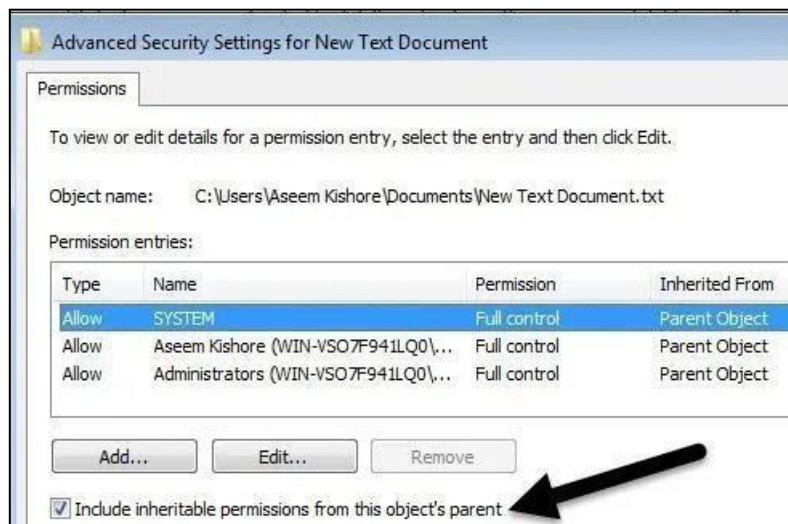 Advanced Security Settings for New Text Document
Permissions
To view or edit details for a permission entry, select the entry and then click Edit.
Object name: C:\Users\Aseem Kishore\Documents\New Text Document.txt
Permission entries:
Type Name Permission Inherited From
Allow SYSTEM Full control Parent Object
Allow Aseem Kishore (WIN-VSO7F941LQ0\... Full control Parent Object
Allow Administrators (WIN-VSO7F941LQ0\... Full control Parent Object
Add... Edit... Remove
Include inheritable permissions from this object's parent